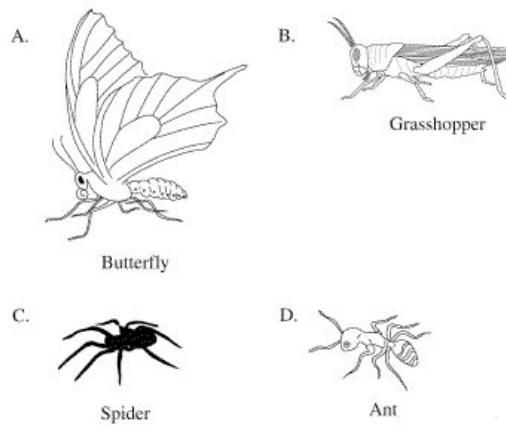 A.
B.
Grasshopper
Butterfly
C.
D.
Spider
Ant